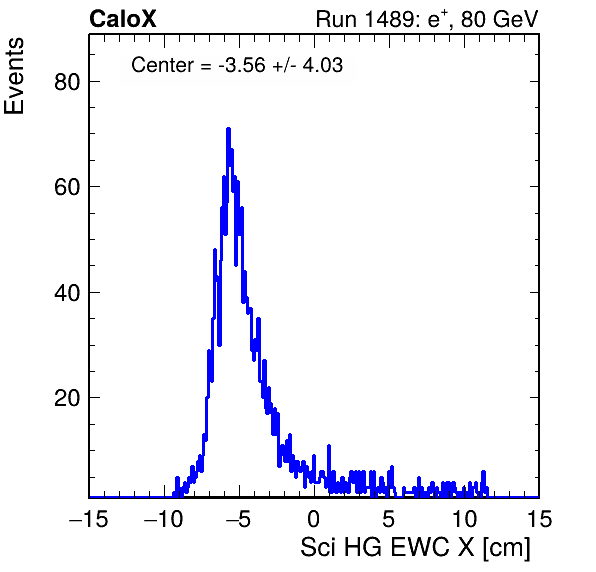 CaloX Run 1489: e⁺, 80 GeV
Center = -3.56 +/- 4.03
Events
80
60
40
20
−15 −10 −5 0 5 10 15
Sci HG EWC X [cm]